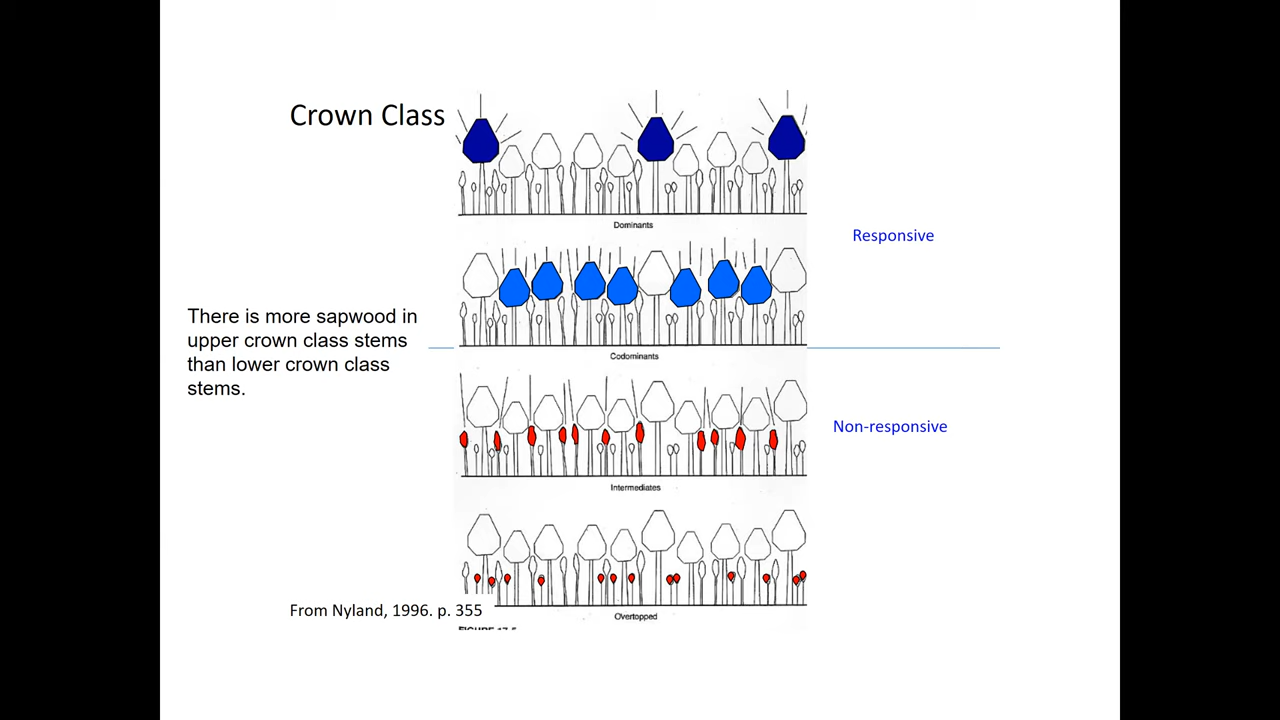 Crown Class
Dominants
Responsive
There is more sapwood in
upper crown class stems
than lower crown class
stems.
Codominants
Non-responsive
Intermediates
From Nyland, 1996. p. 355
Overtopped